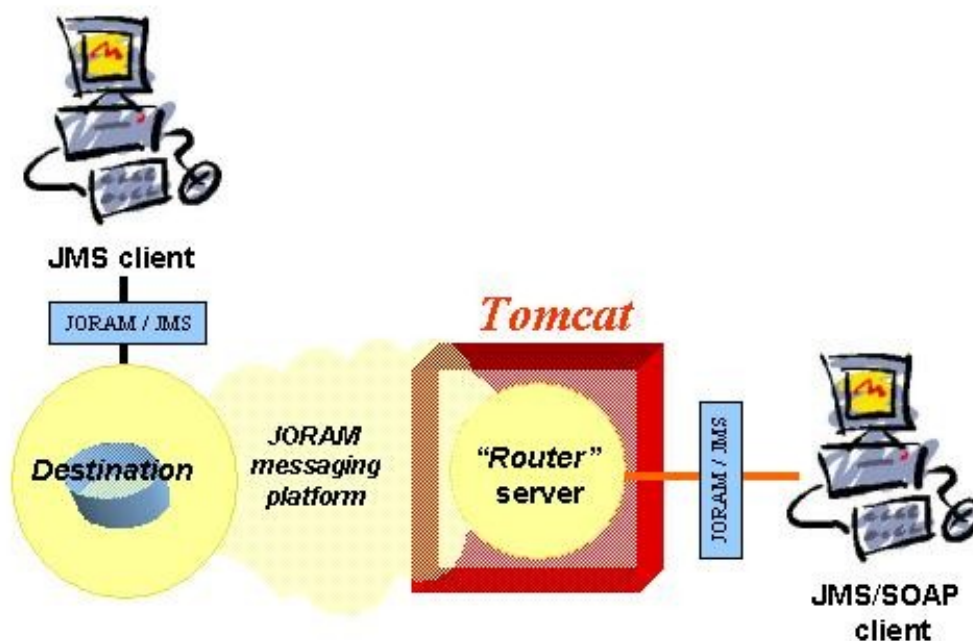 JMS client
JORAM / JMS
Tomcat
Destination
JORAM
messaging
platform
“Router”
server
JORAM / JMS
JMS/SOAP
client